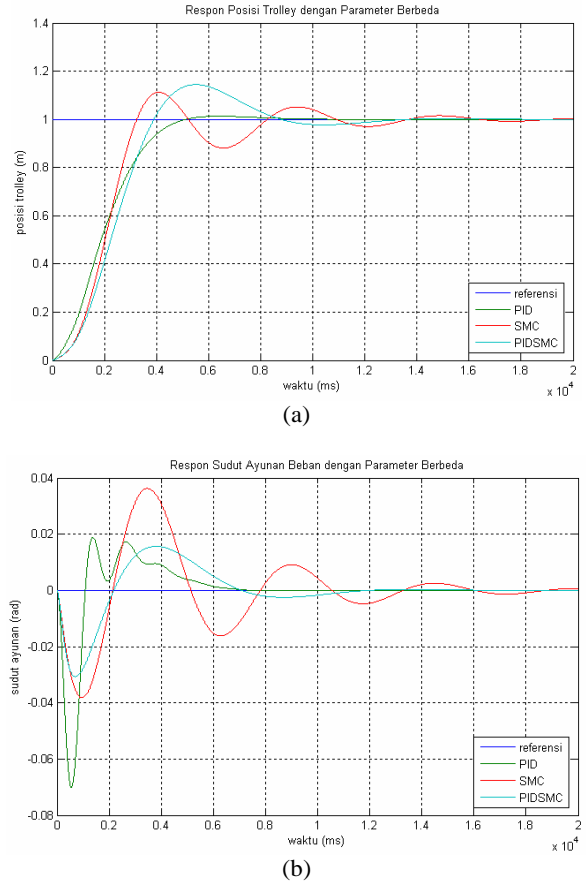 Respon Posisi Trolley dengan Parameter Berbeda
1.4
1.2
1
0.8
0.6
0.4
0.2
0
posisi trolley (m)
referensi
PID
SMC
PIDSMC
0 0.2 0.4 0.6 0.8 1 1.2 1.4 1.6 1.8 2
waktu (ms)
x 10^4
(a)
Respon Sudut Ayunan Beban dengan Parameter Berbeda
0.04
0.02
0
-0.02
-0.04
-0.06
-0.08
sudut ayunan (rad)
referensi
PID
SMC
PIDSMC
0 0.2 0.4 0.6 0.8 1 1.2 1.4 1.6 1.8 2
waktu (ms)
x 10^4
(b)